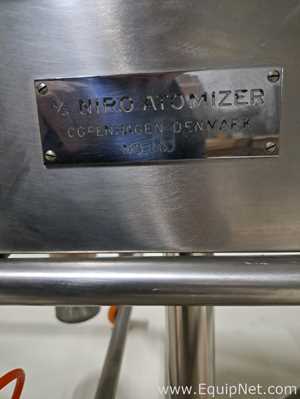 NIRO ATOMIZER
COPENHAGEN DENMARK
www.EquipNet.com